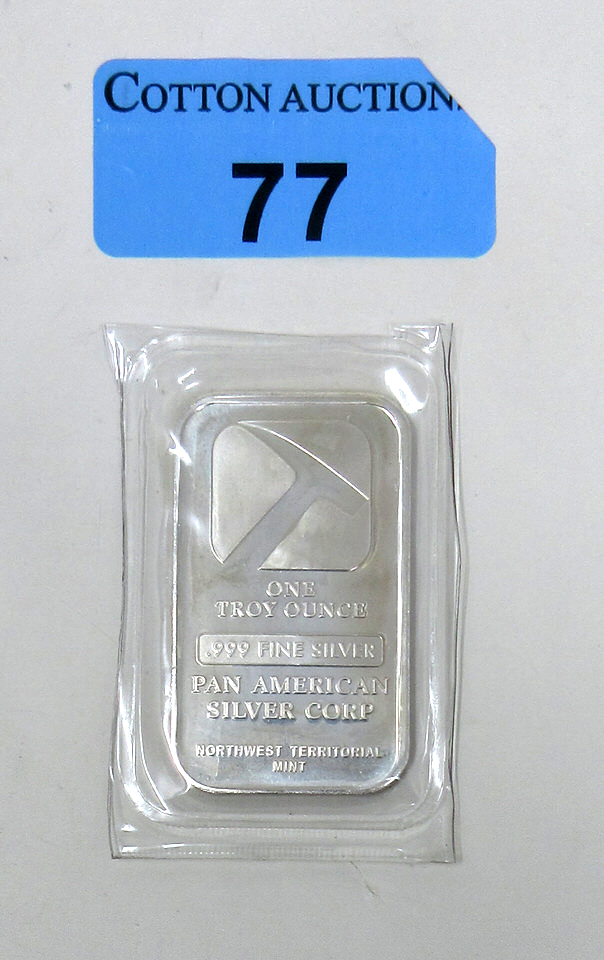 COTTON AUCTION
77
ONE
TROY OUNCE
.999 FINE SILVER
PAN AMERICAN
SILVER CORP
NORTHWEST TERRITORIAL
MINT